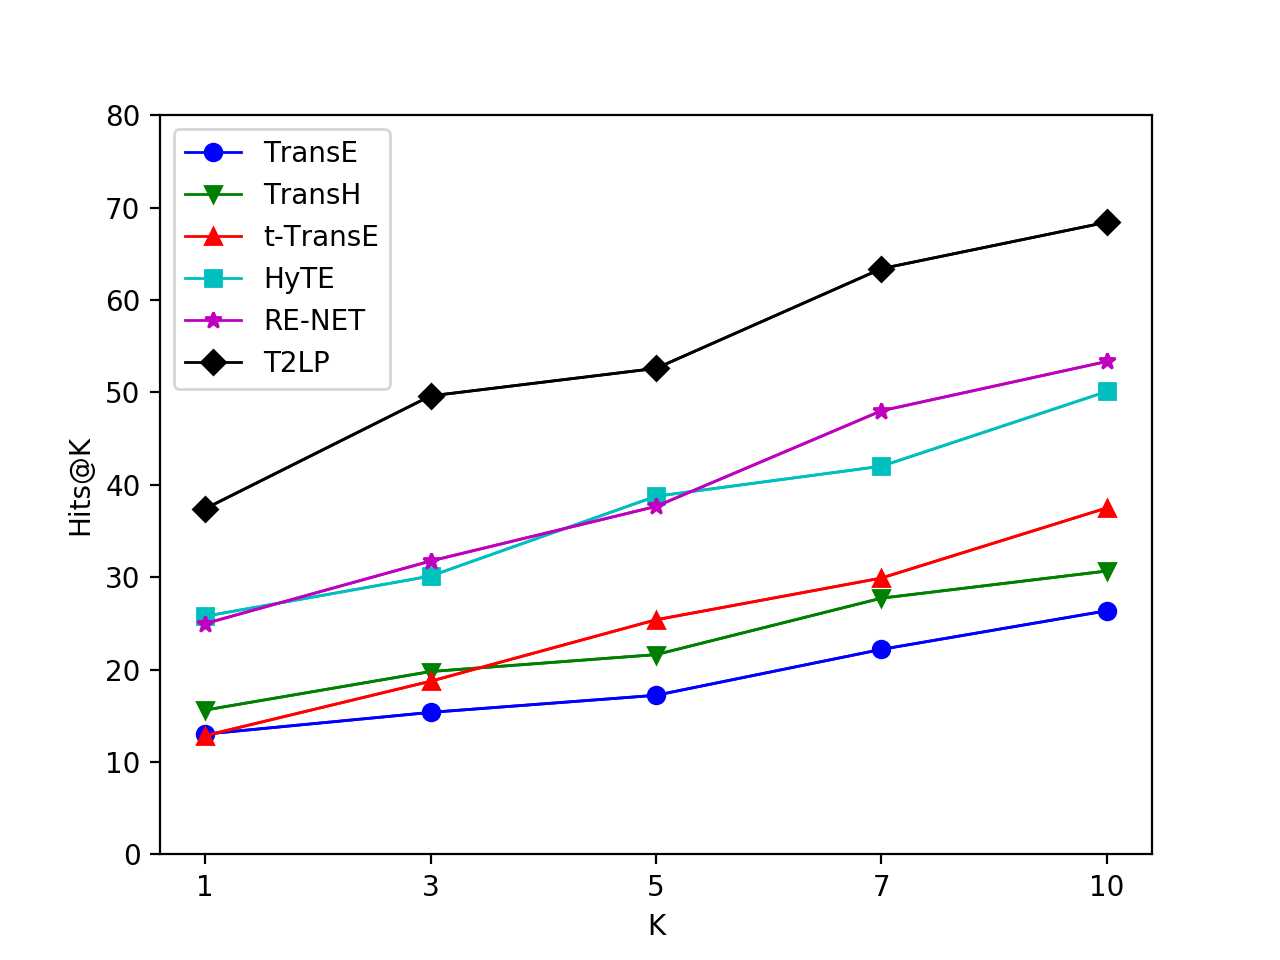 80
70
60
50
40
30
20
10
0
TransE
TransH
t-TransE
HyTE
RE-NET
T2LP
Hits@K
1 3 5 7 10
K